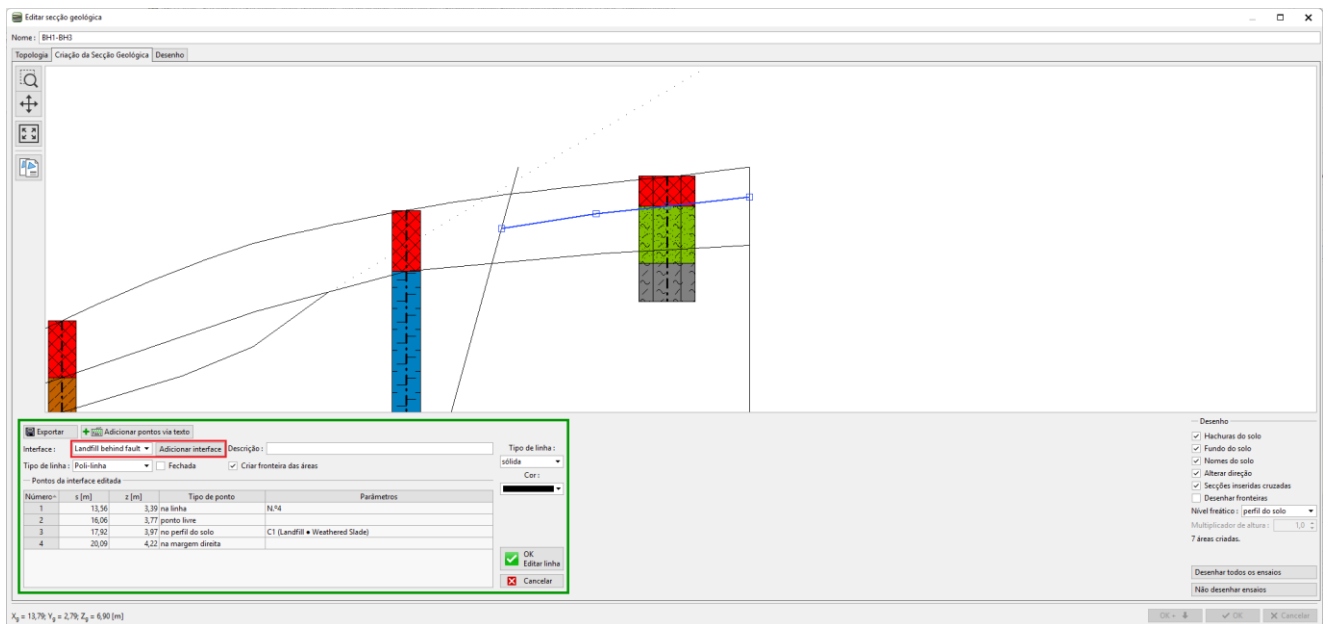 Editar secção geológica
Nome: BH1-BH3
Topologia Criação da Secção Geológica Desenho
Exportar Adicionar pontos via texto
Interface: Landfill behind fault Adicionar interface Descrição:
Tipo de linha: Poli-linha Fechada Criar fronteira das áreas
Pontos da interface editada
Número s [m] z [m] Tipo de ponto Parâmetros
1 13,56 3,39 na linha N.º4
2 16,06 3,77 ponto livre
3 17,92 3,97 no perfil do solo C1 (Landfill ● Weathered Slade)
4 20,09 4,22 na margem direita
Tipo de linha:
sólida
Cor:
OK
Editar linha
Cancelar
Desenho
Hachuras do solo
Fundo do solo
Nomes do solo
Alterar direção
Secções inseridas cruzadas
Desenhar fronteiras
Nível freático: perfil do solo
Multiplicador de altura: 1,0
7 áreas criadas.
Desenhar todos os ensaios
Não desenhar ensaios
Xg = 13,79; Yg = 2,79; Zg = 6,90 [m]
OK + OK Cancelar